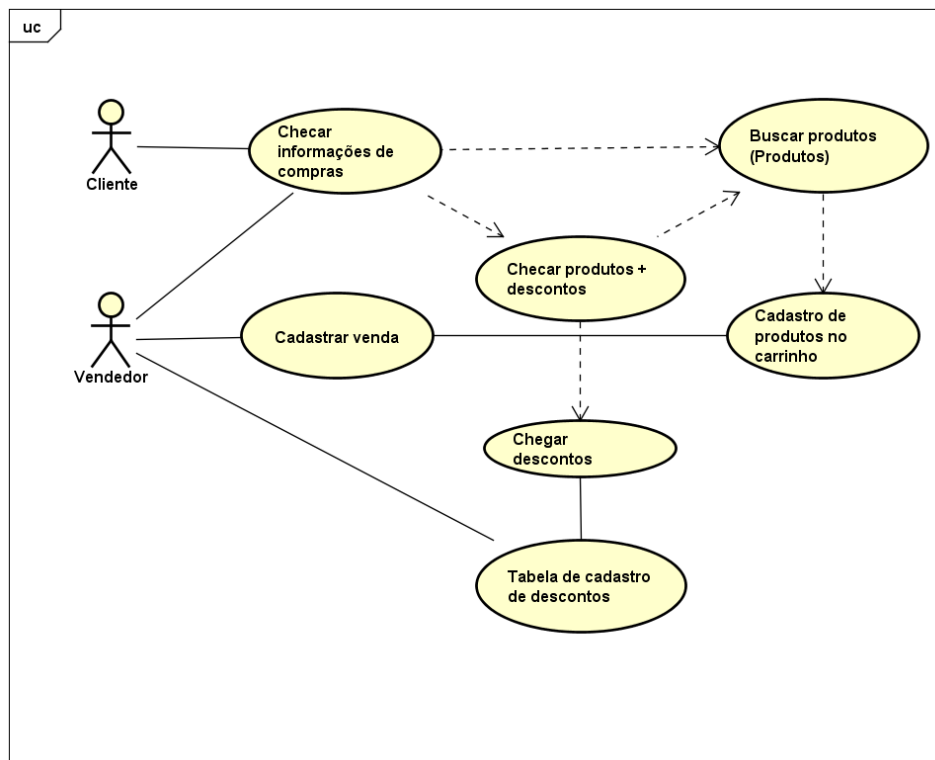 uc
Cliente
Checar
informações de
compras
Buscar produtos
(Produtos)
Checar produtos +
descontos
Vendedor
Cadastrar venda
Cadastro de
produtos no
carrinho
Chegar
descontos
Tabela de cadastro
de descontos